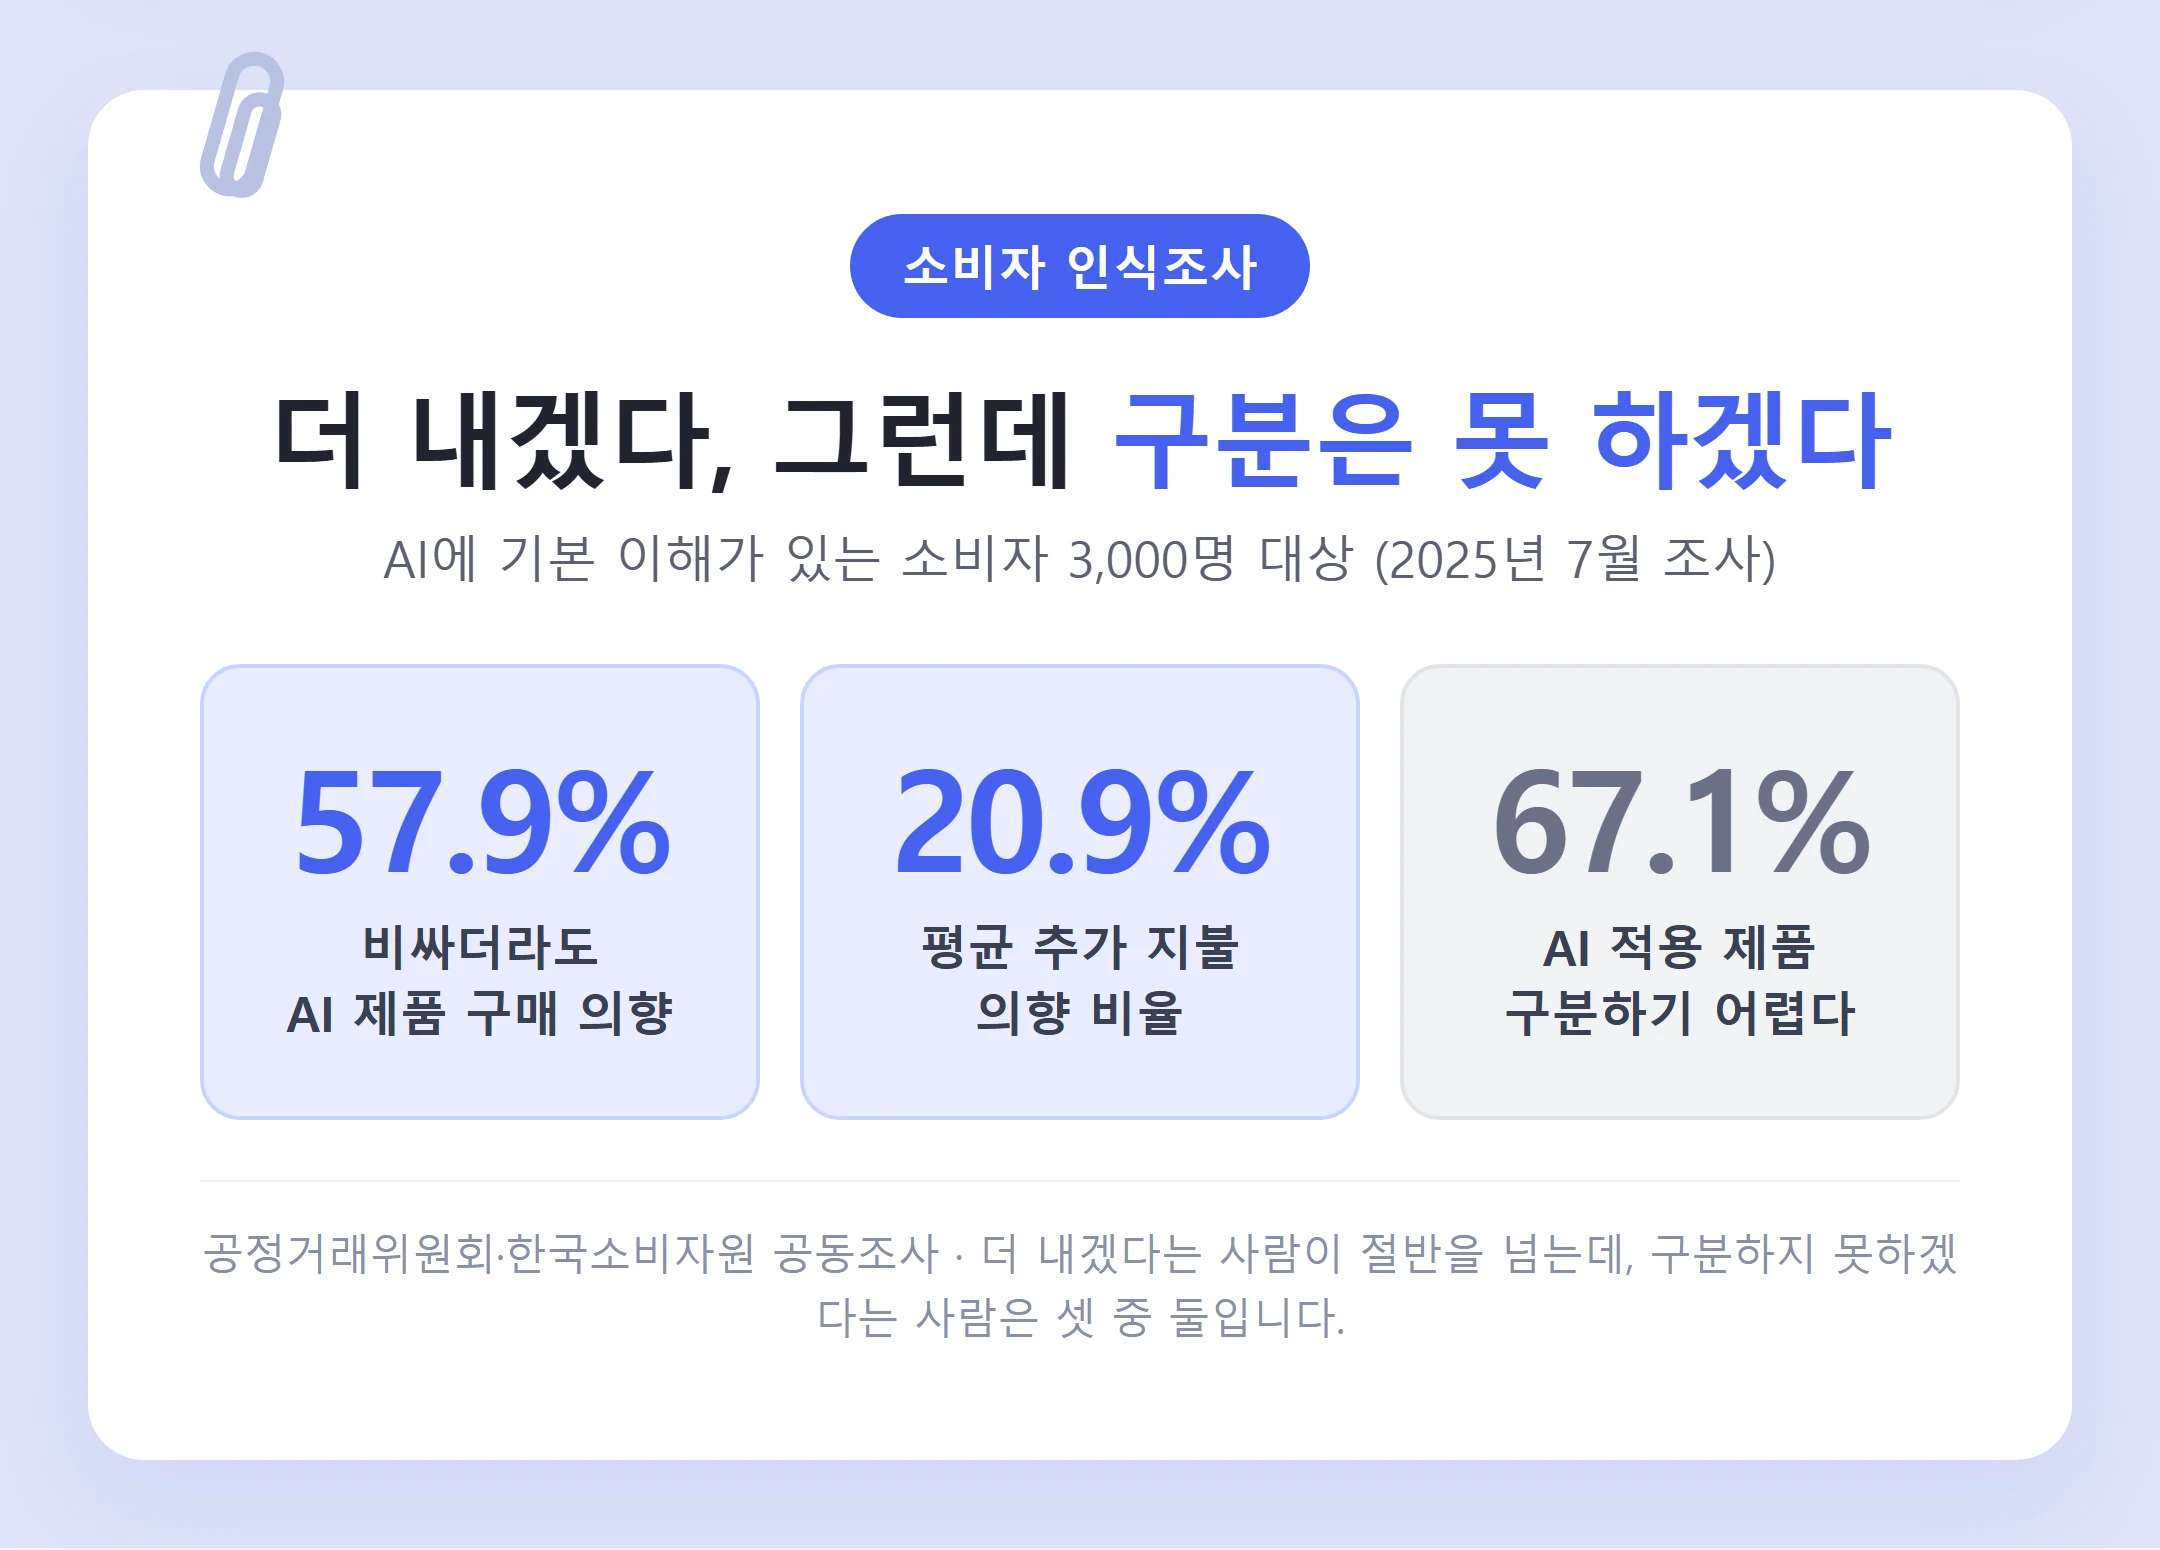 소비자 인식조사
더 내겠다, 그런데 구분은 못 하겠다
AI에 기본 이해가 있는 소비자 3,000명 대상 (2025년 7월 조사)
57.9%
비싸더라도
AI 제품 구매 의향
20.9%
평균 추가 지불
의향 비율
67.1%
AI 적용 제품
구분하기 어렵다
공정거래위원회·한국소비자원 공동조사 · 더 내겠다는 사람이 절반을 넘는데, 구분하지 못하겠
다는 사람은 셋 중 둘입니다.